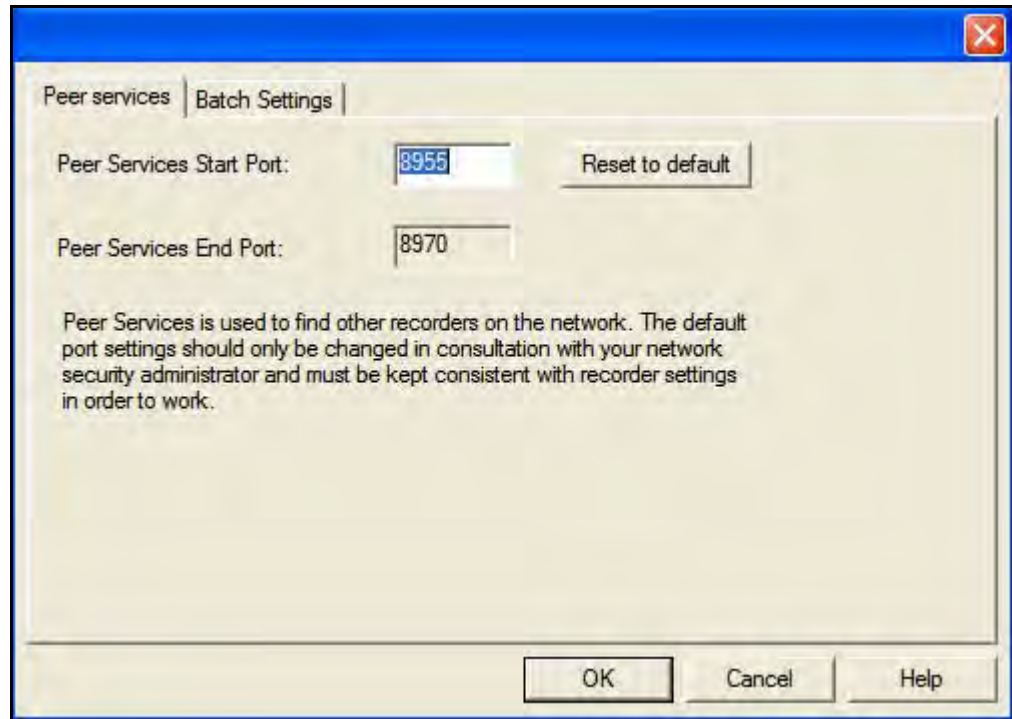 Peer services Batch Settings
Peer Services Start Port: 8955 Reset to default
Peer Services End Port: 8970
Peer Services is used to find other recorders on the network. The default
port settings should only be changed in consultation with your network
security administrator and must be kept consistent with recorder settings
in order to work.
OK Cancel Help